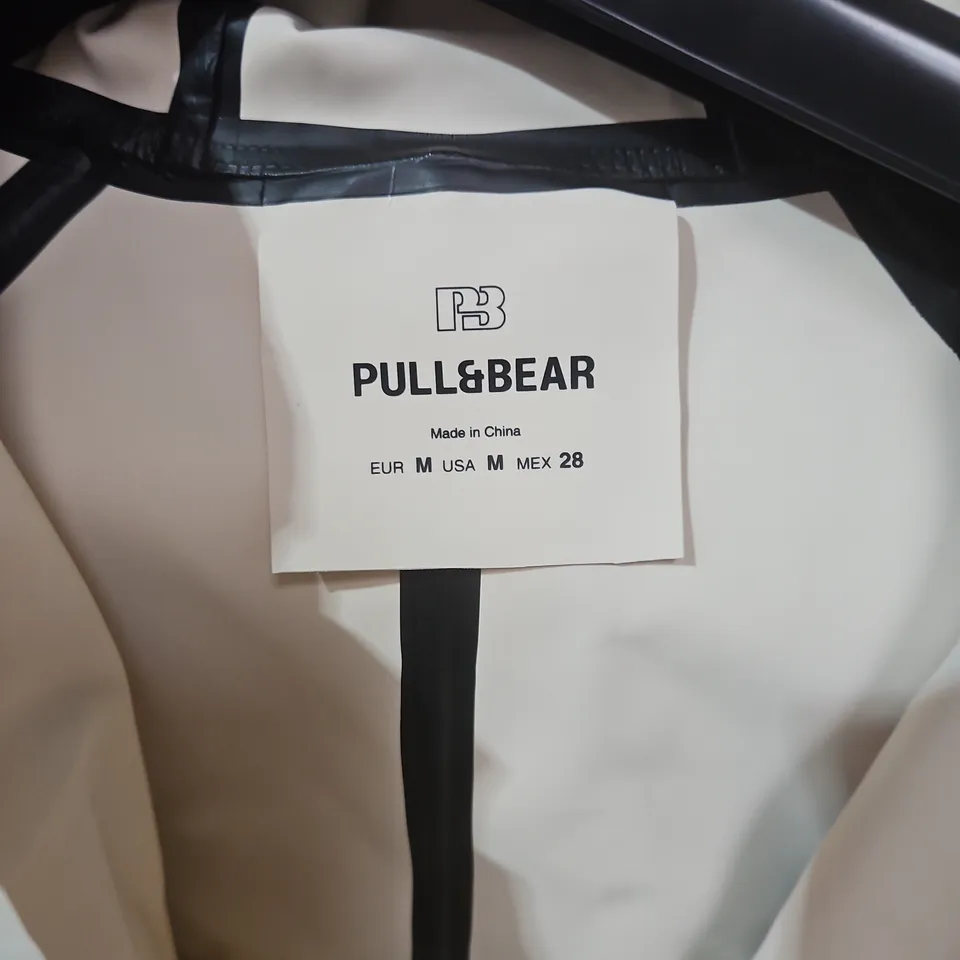 PB
PULL&BEAR
Made in China
EUR M USA M MEX 28